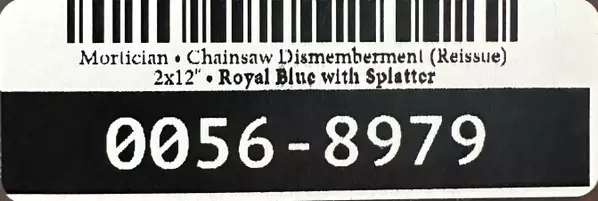 Mortician • Chainsaw Dismemberment (Reissue)
2x12" • Royal Blue with Splatter
0056-8979